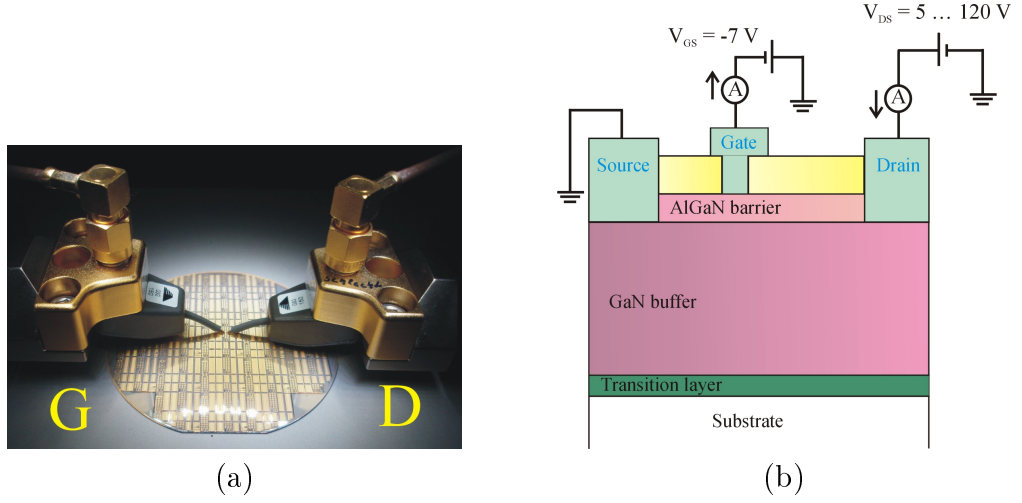 V_DS = 5 ... 120 V
V_GS = -7 V
A
A
Gate
Source
Drain
AlGaN barrier
GaN buffer
Transition layer
Substrate
G
D
(a)
(b)